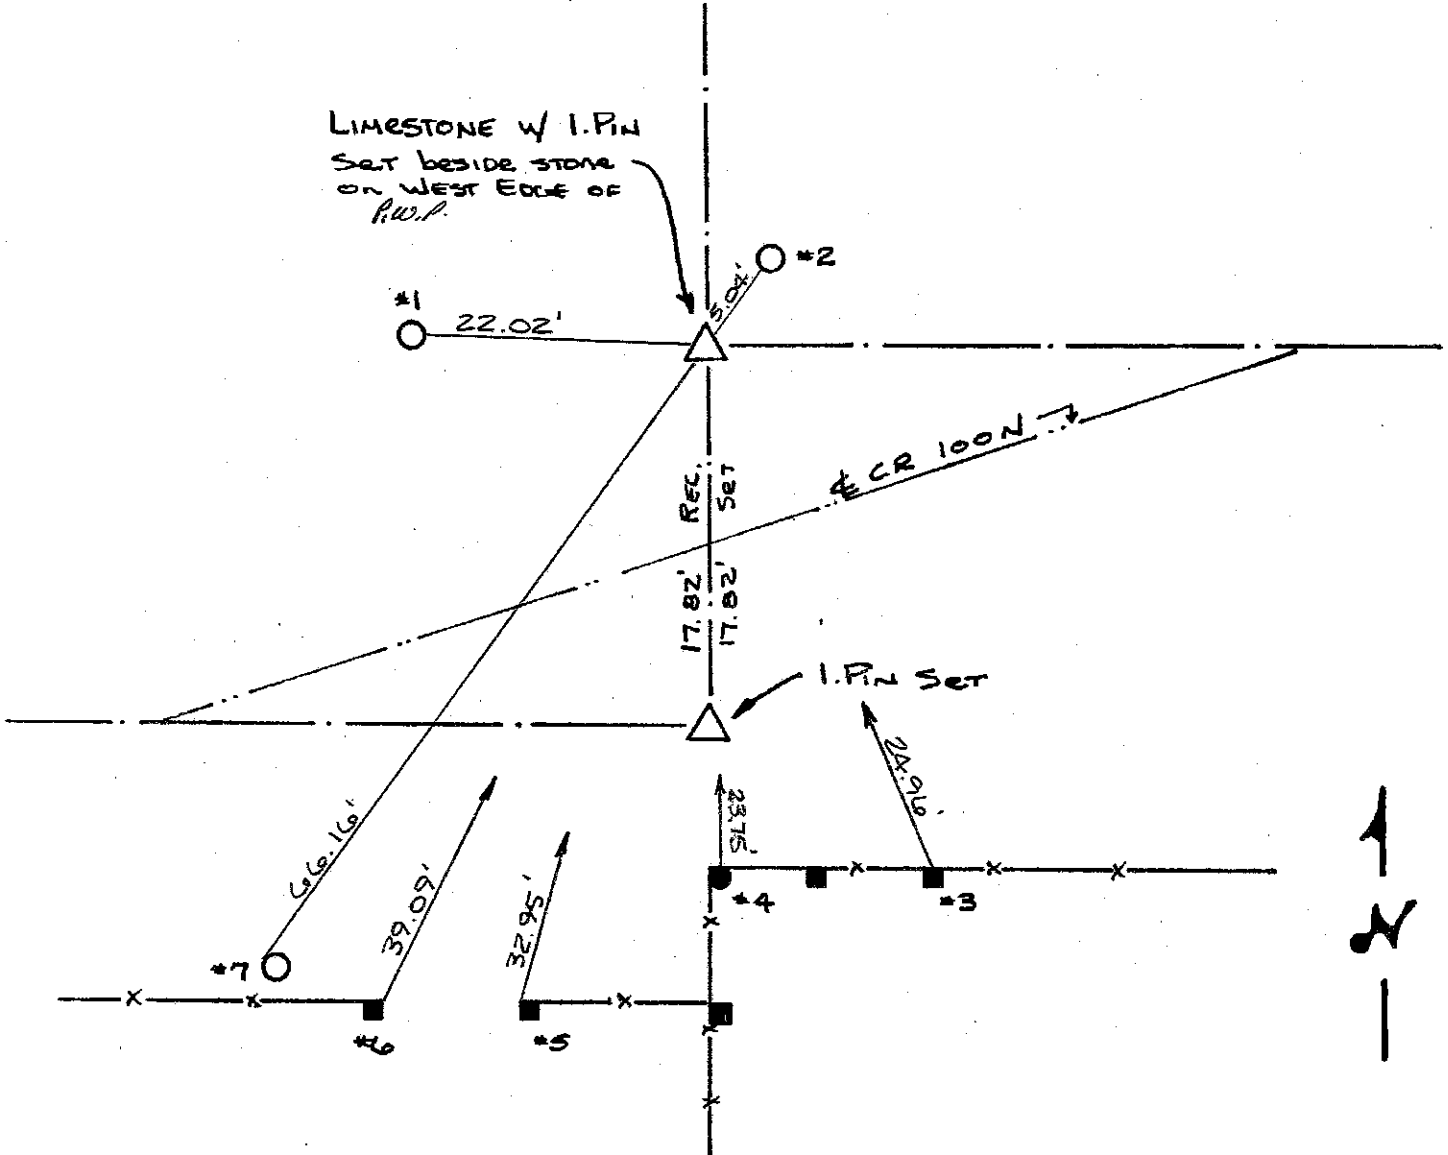 LIMESTONE W/ I.PIN
SET beside STONE
ON WEST EDGE OF
P.W.P.
#2
5.04'
#1
22.02'
℄ CR 100N
REC.
SET
17.82'
17.82'
I.PIN SET
24.96'
23.75'
66.16'
39.09'
32.95'
#4
#3
#7
#6
#5
N